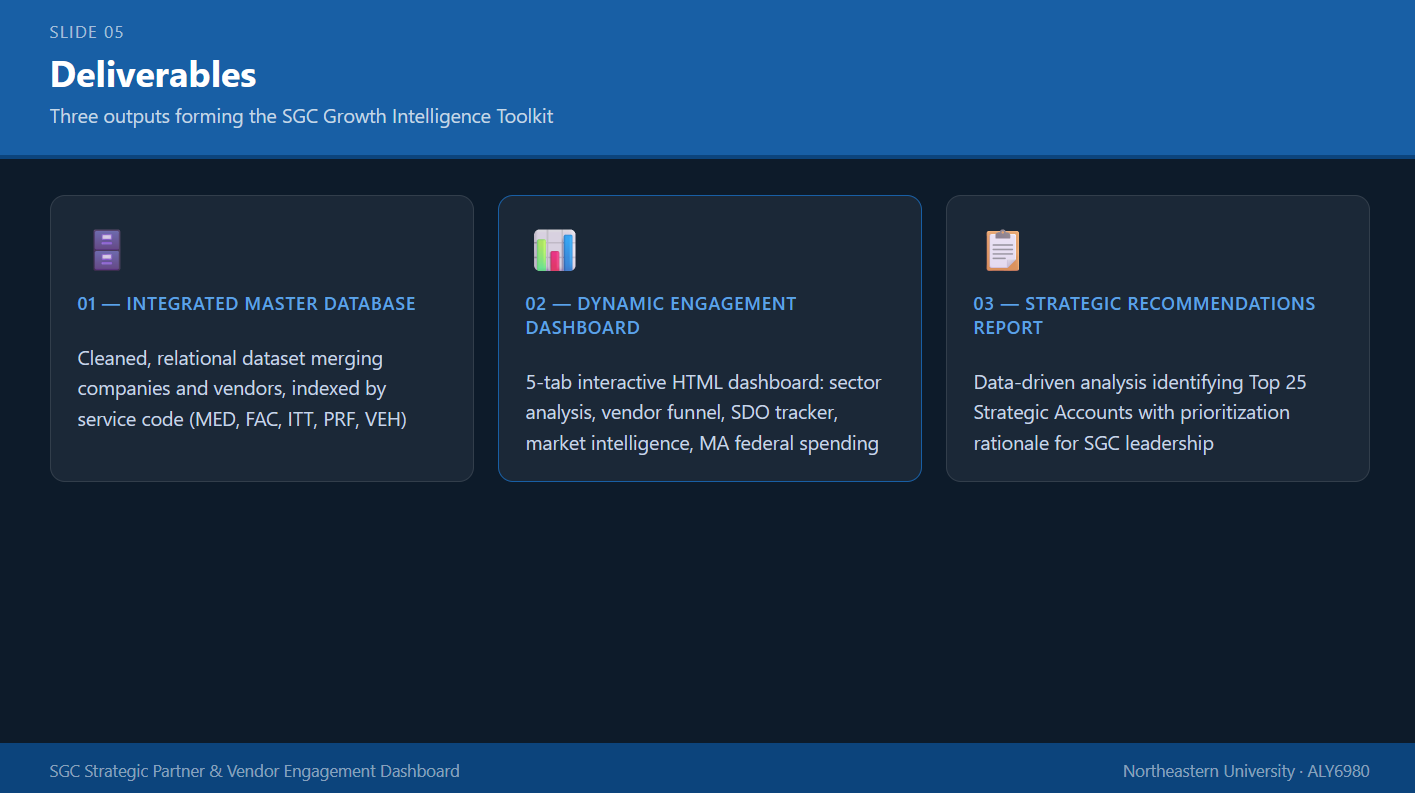 SLIDE 05
Deliverables
Three outputs forming the SGC Growth Intelligence Toolkit
01 — INTEGRATED MASTER DATABASE
Cleaned, relational dataset merging
companies and vendors, indexed by
service code (MED, FAC, ITT, PRF, VEH)
02 — DYNAMIC ENGAGEMENT
DASHBOARD
5-tab interactive HTML dashboard: sector
analysis, vendor funnel, SDO tracker,
market intelligence, MA federal spending
03 — STRATEGIC RECOMMENDATIONS
REPORT
Data-driven analysis identifying Top 25
Strategic Accounts with prioritization
rationale for SGC leadership
SGC Strategic Partner & Vendor Engagement Dashboard
Northeastern University · ALY6980